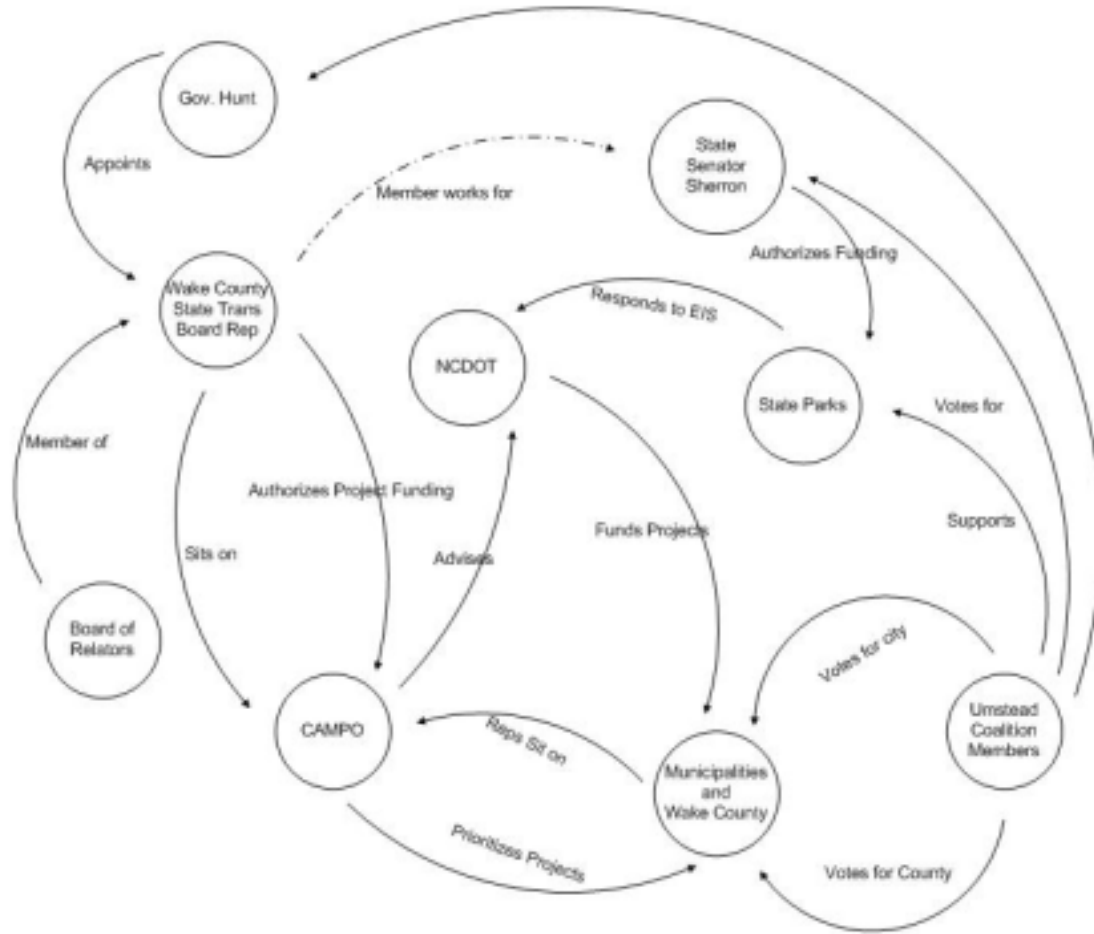 Gov. Hunt
State
Senator
Sherron
Appoints
Member works for
Authorizes Funding
Wake County
State Trans
Board Rep
Responds to EIS
NCDOT
State Parks
Votes for
Member of
Authorizes Project Funding
Supports
Funds Projects
Sits on
Advises
Board of
Relators
Votes for city
CAMPO
Reps Sit on
Umstead
Coalition
Members
Municipalities
and
Wake County
Prioritizes Projects
Votes for County